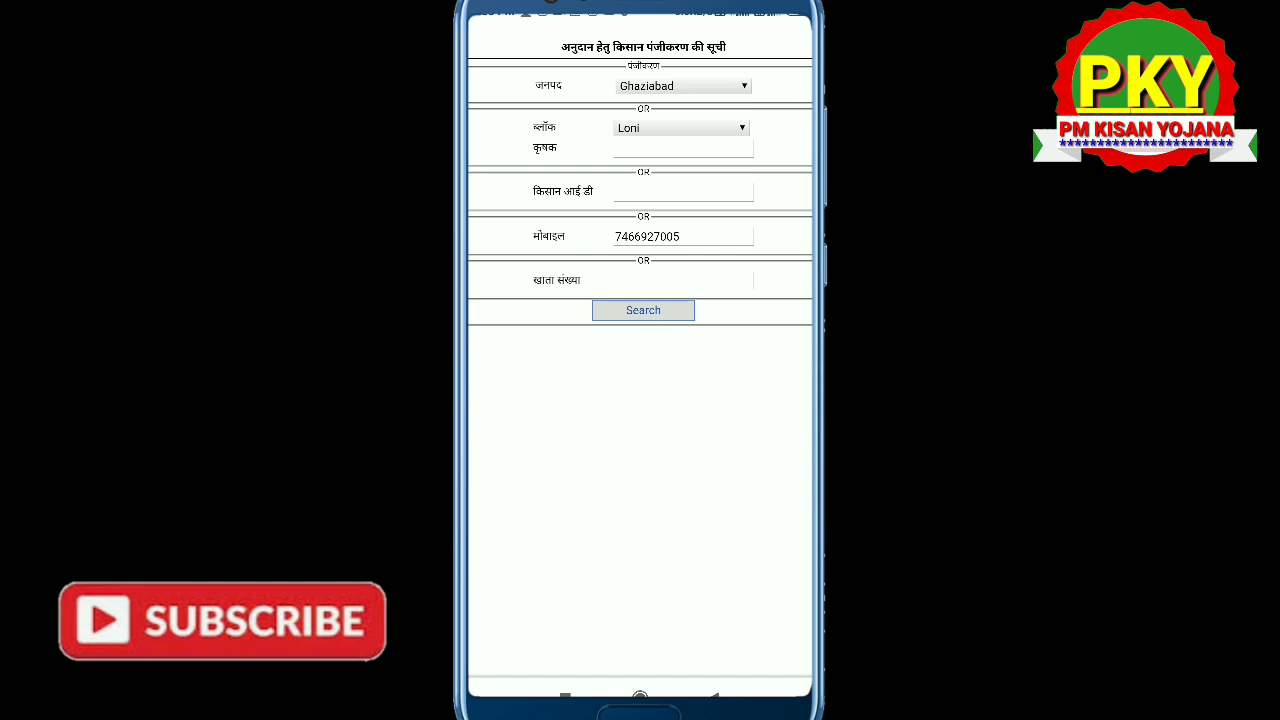 अनुदान हेतु किसान पंजीकरण की सूची
पंजीकरण
जनपद Ghaziabad
OR
ब्लॉक Loni
कृषक
OR
किसान आई डी
OR
मोबाइल 7466927005
OR
खाता संख्या
Search
PKY
PM KISAN YOJANA
********************
SUBSCRIBE